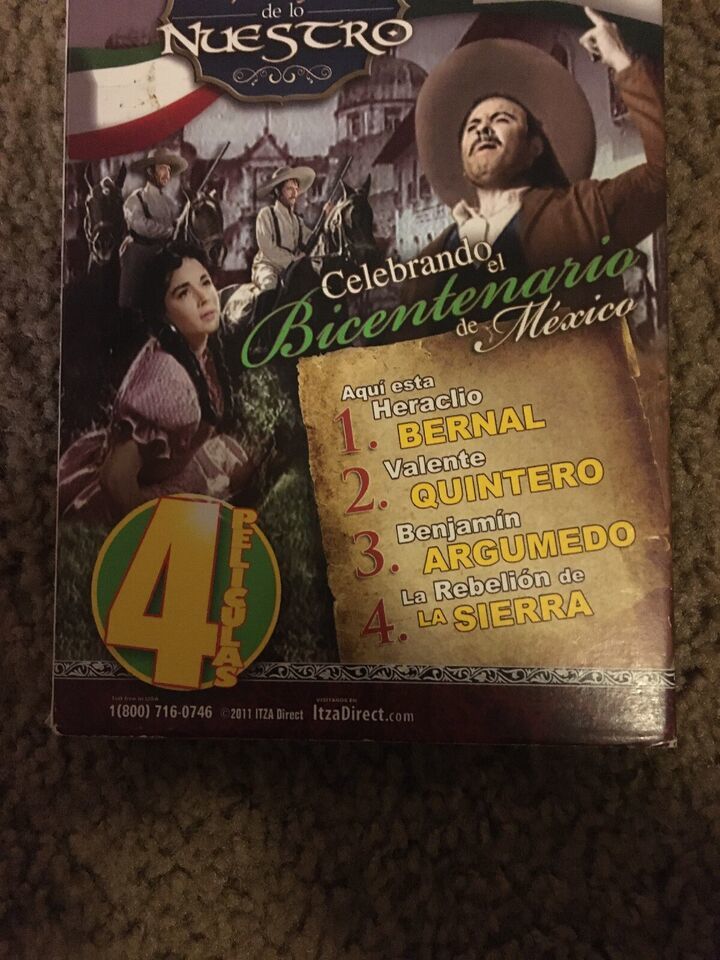 de lo
NUESTRO
Celebrando
el
Bicentenario
de México
Aquí esta
1. Heraclio
BERNAL
2. Valente
QUINTERO
3. Benjamín
ARGUMEDO
4. La Rebelión de
LA SIERRA
4 PELICULAS
1(800) 716-0746 ©2011 ITZA Direct ItzaDirect.com